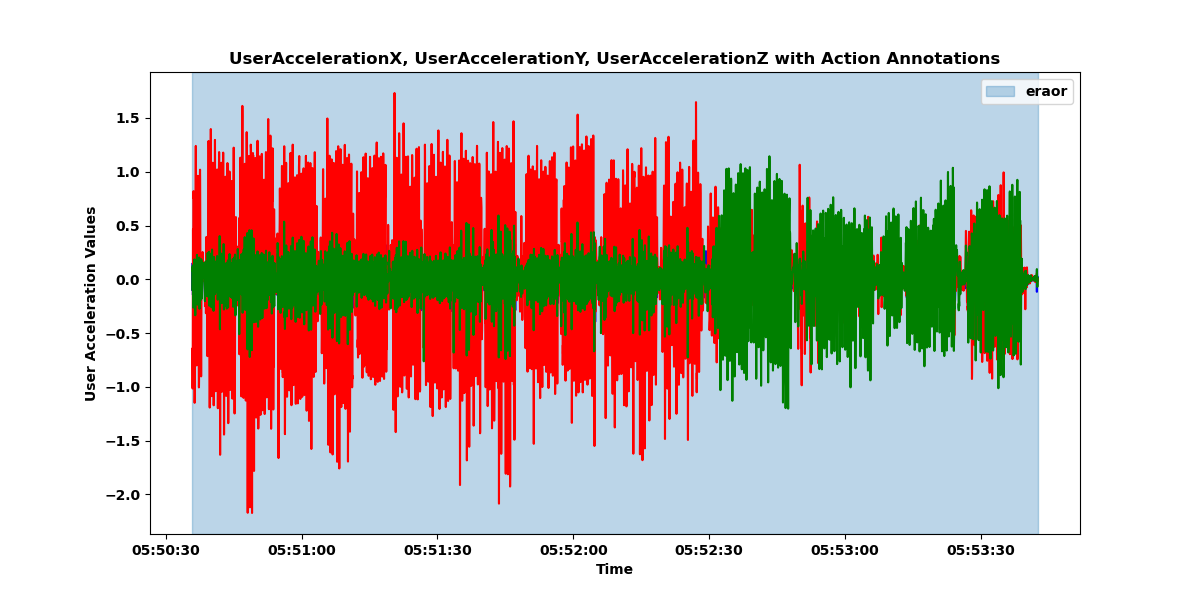 UserAccelerationX, UserAccelerationY, UserAccelerationZ with Action Annotations
eraor
User Acceleration Values
1.5
1.0
0.5
0.0
−0.5
−1.0
−1.5
−2.0
05:50:30 05:51:00 05:51:30 05:52:00 05:52:30 05:53:00 05:53:30
Time